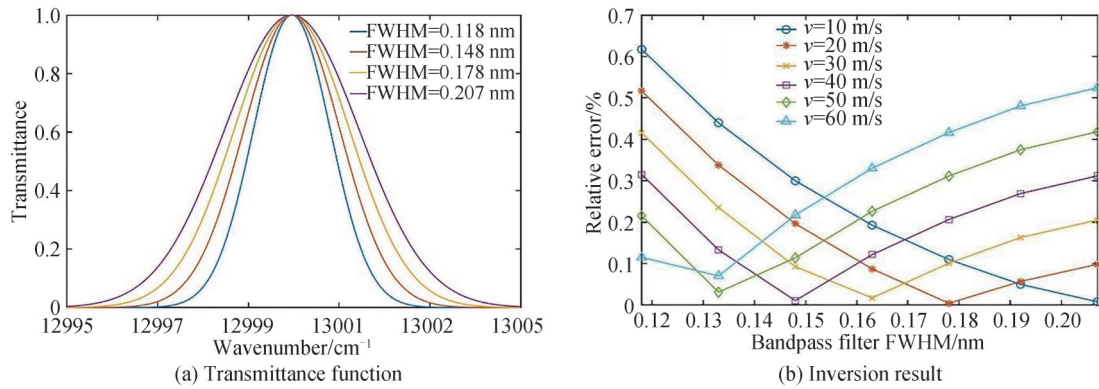 1.0
0.8
0.6
0.4
0.2
0
Transmittance
FWHM=0.118 nm
FWHM=0.148 nm
FWHM=0.178 nm
FWHM=0.207 nm
12995 12997 12999 13001 13002 13005
Wavenumber/cm⁻¹
(a) Transmittance function
0.7
0.6
0.5
0.4
0.3
0.2
0.1
0
Relative error/%
v=10 m/s
v=20 m/s
v=30 m/s
v=40 m/s
v=50 m/s
v=60 m/s
0.12 0.13 0.14 0.15 0.16 0.17 0.18 0.19 0.20
Bandpass filter FWHM/nm
(b) Inversion result